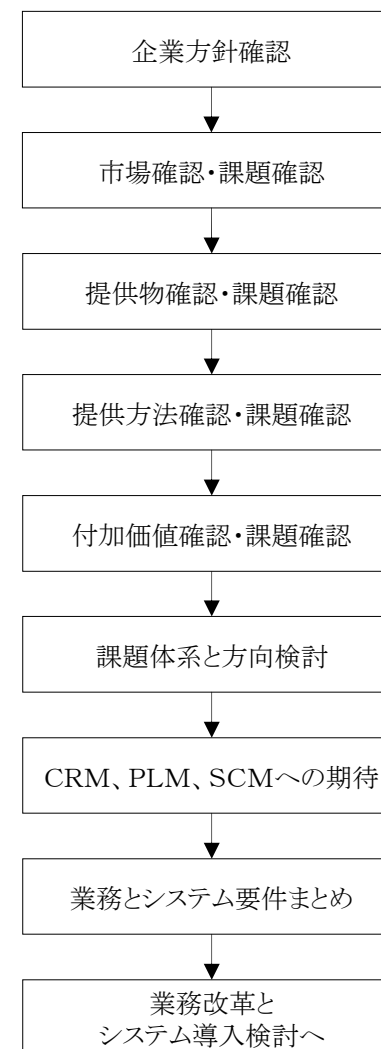 企業方針確認
市場確認・課題確認
提供物確認・課題確認
提供方法確認・課題確認
付加価値確認・課題確認
課題体系と方向検討
CRM、PLM、SCMへの期待
業務とシステム要件まとめ
業務改革と
システム導入検討へ